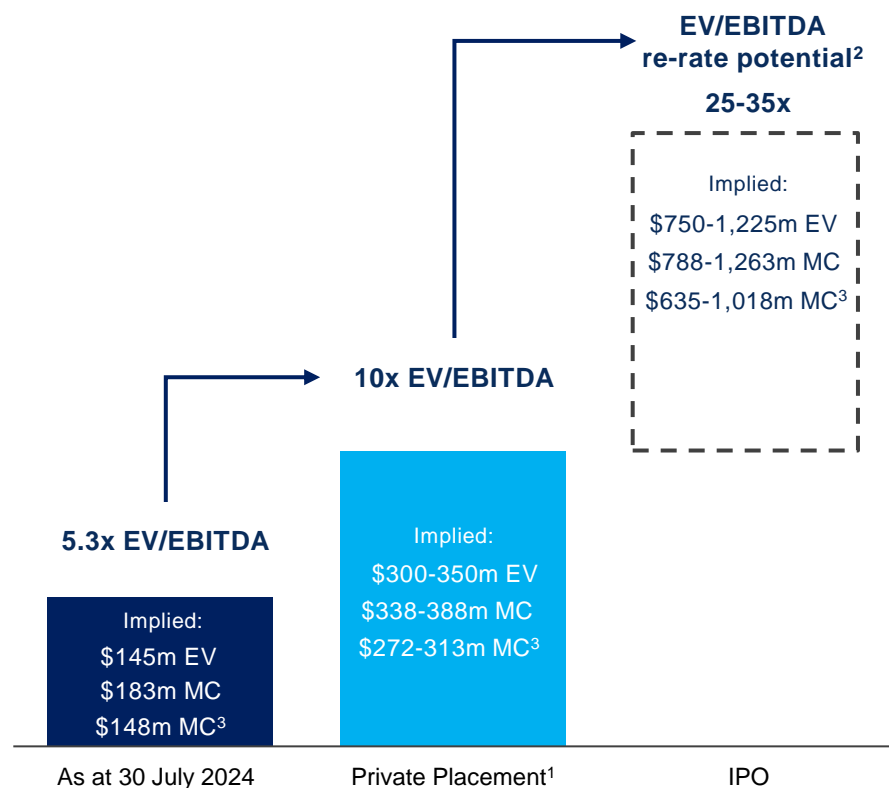 EV/EBITDA
re-rate potential²
25-35x
Implied:
$750-1,225m EV
$788-1,263m MC
$635-1,018m MC³
10x EV/EBITDA
Implied:
$300-350m EV
$338-388m MC
$272-313m MC³
5.3x EV/EBITDA
Implied:
$145m EV
$183m MC
$148m MC³
As at 30 July 2024
Private Placement¹
IPO